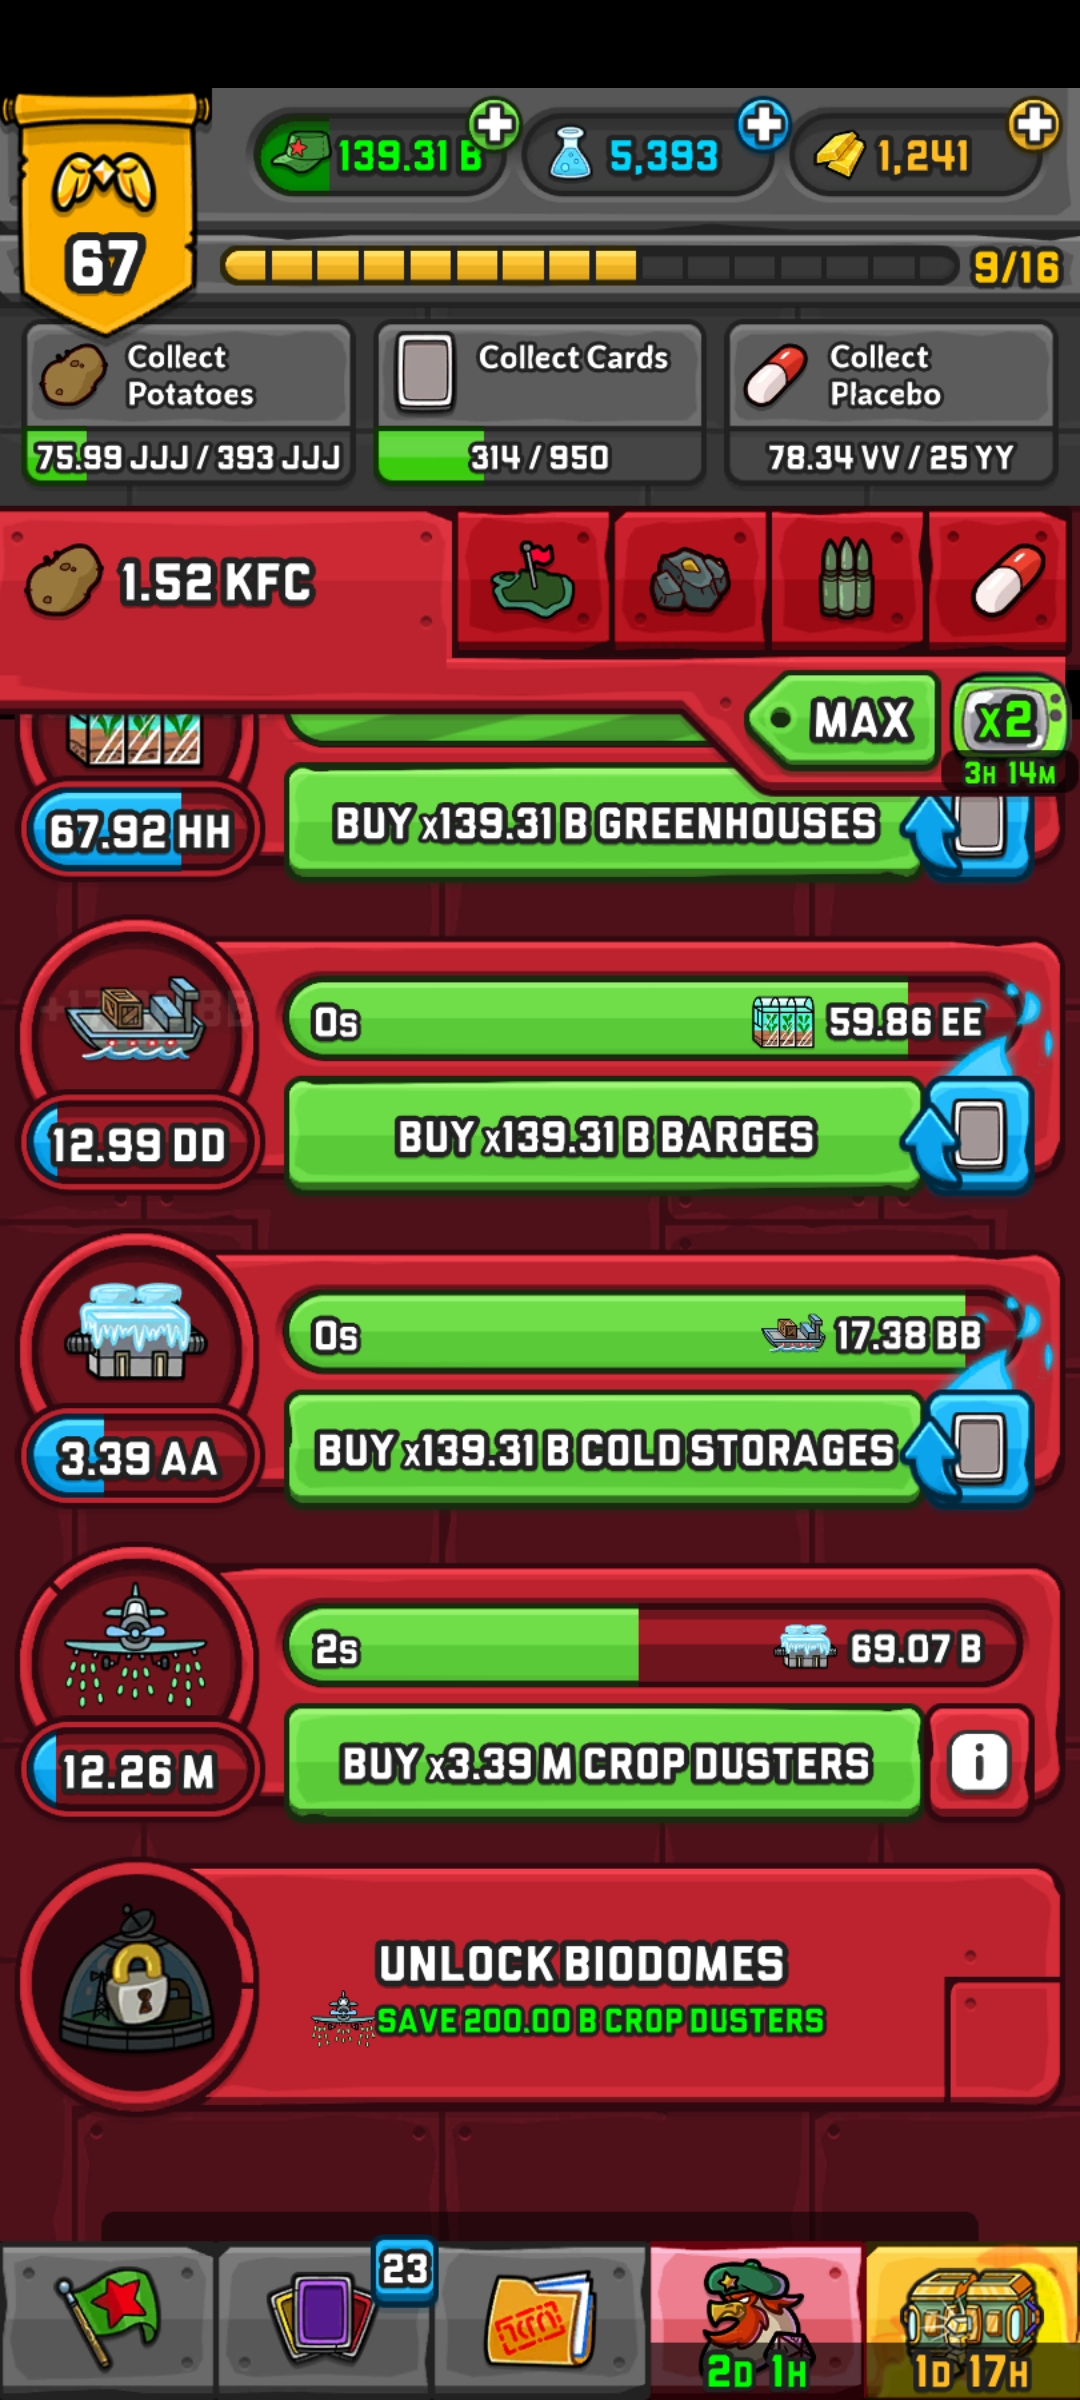 139.31 B
5,393
1,241
67
9/16
Collect
Potatoes
75.99 JJJ / 393 JJJ
Collect Cards
314 / 950
Collect
Placebo
78.34 VV / 25 YY
1.52 KFC
MAX
x2
3H 14M
67.92 HH
BUY x139.31 B GREENHOUSES
0s
59.86 EE
12.99 DD
BUY x139.31 B BARGES
0s
17.38 BB
3.39 AA
BUY x139.31 B COLD STORAGES
2s
69.07 B
12.26 M
BUY x3.39 M CROP DUSTERS
i
UNLOCK BIODOMES
SAVE 200.00 B CROP DUSTERS
23
2D 1H
1D 17H